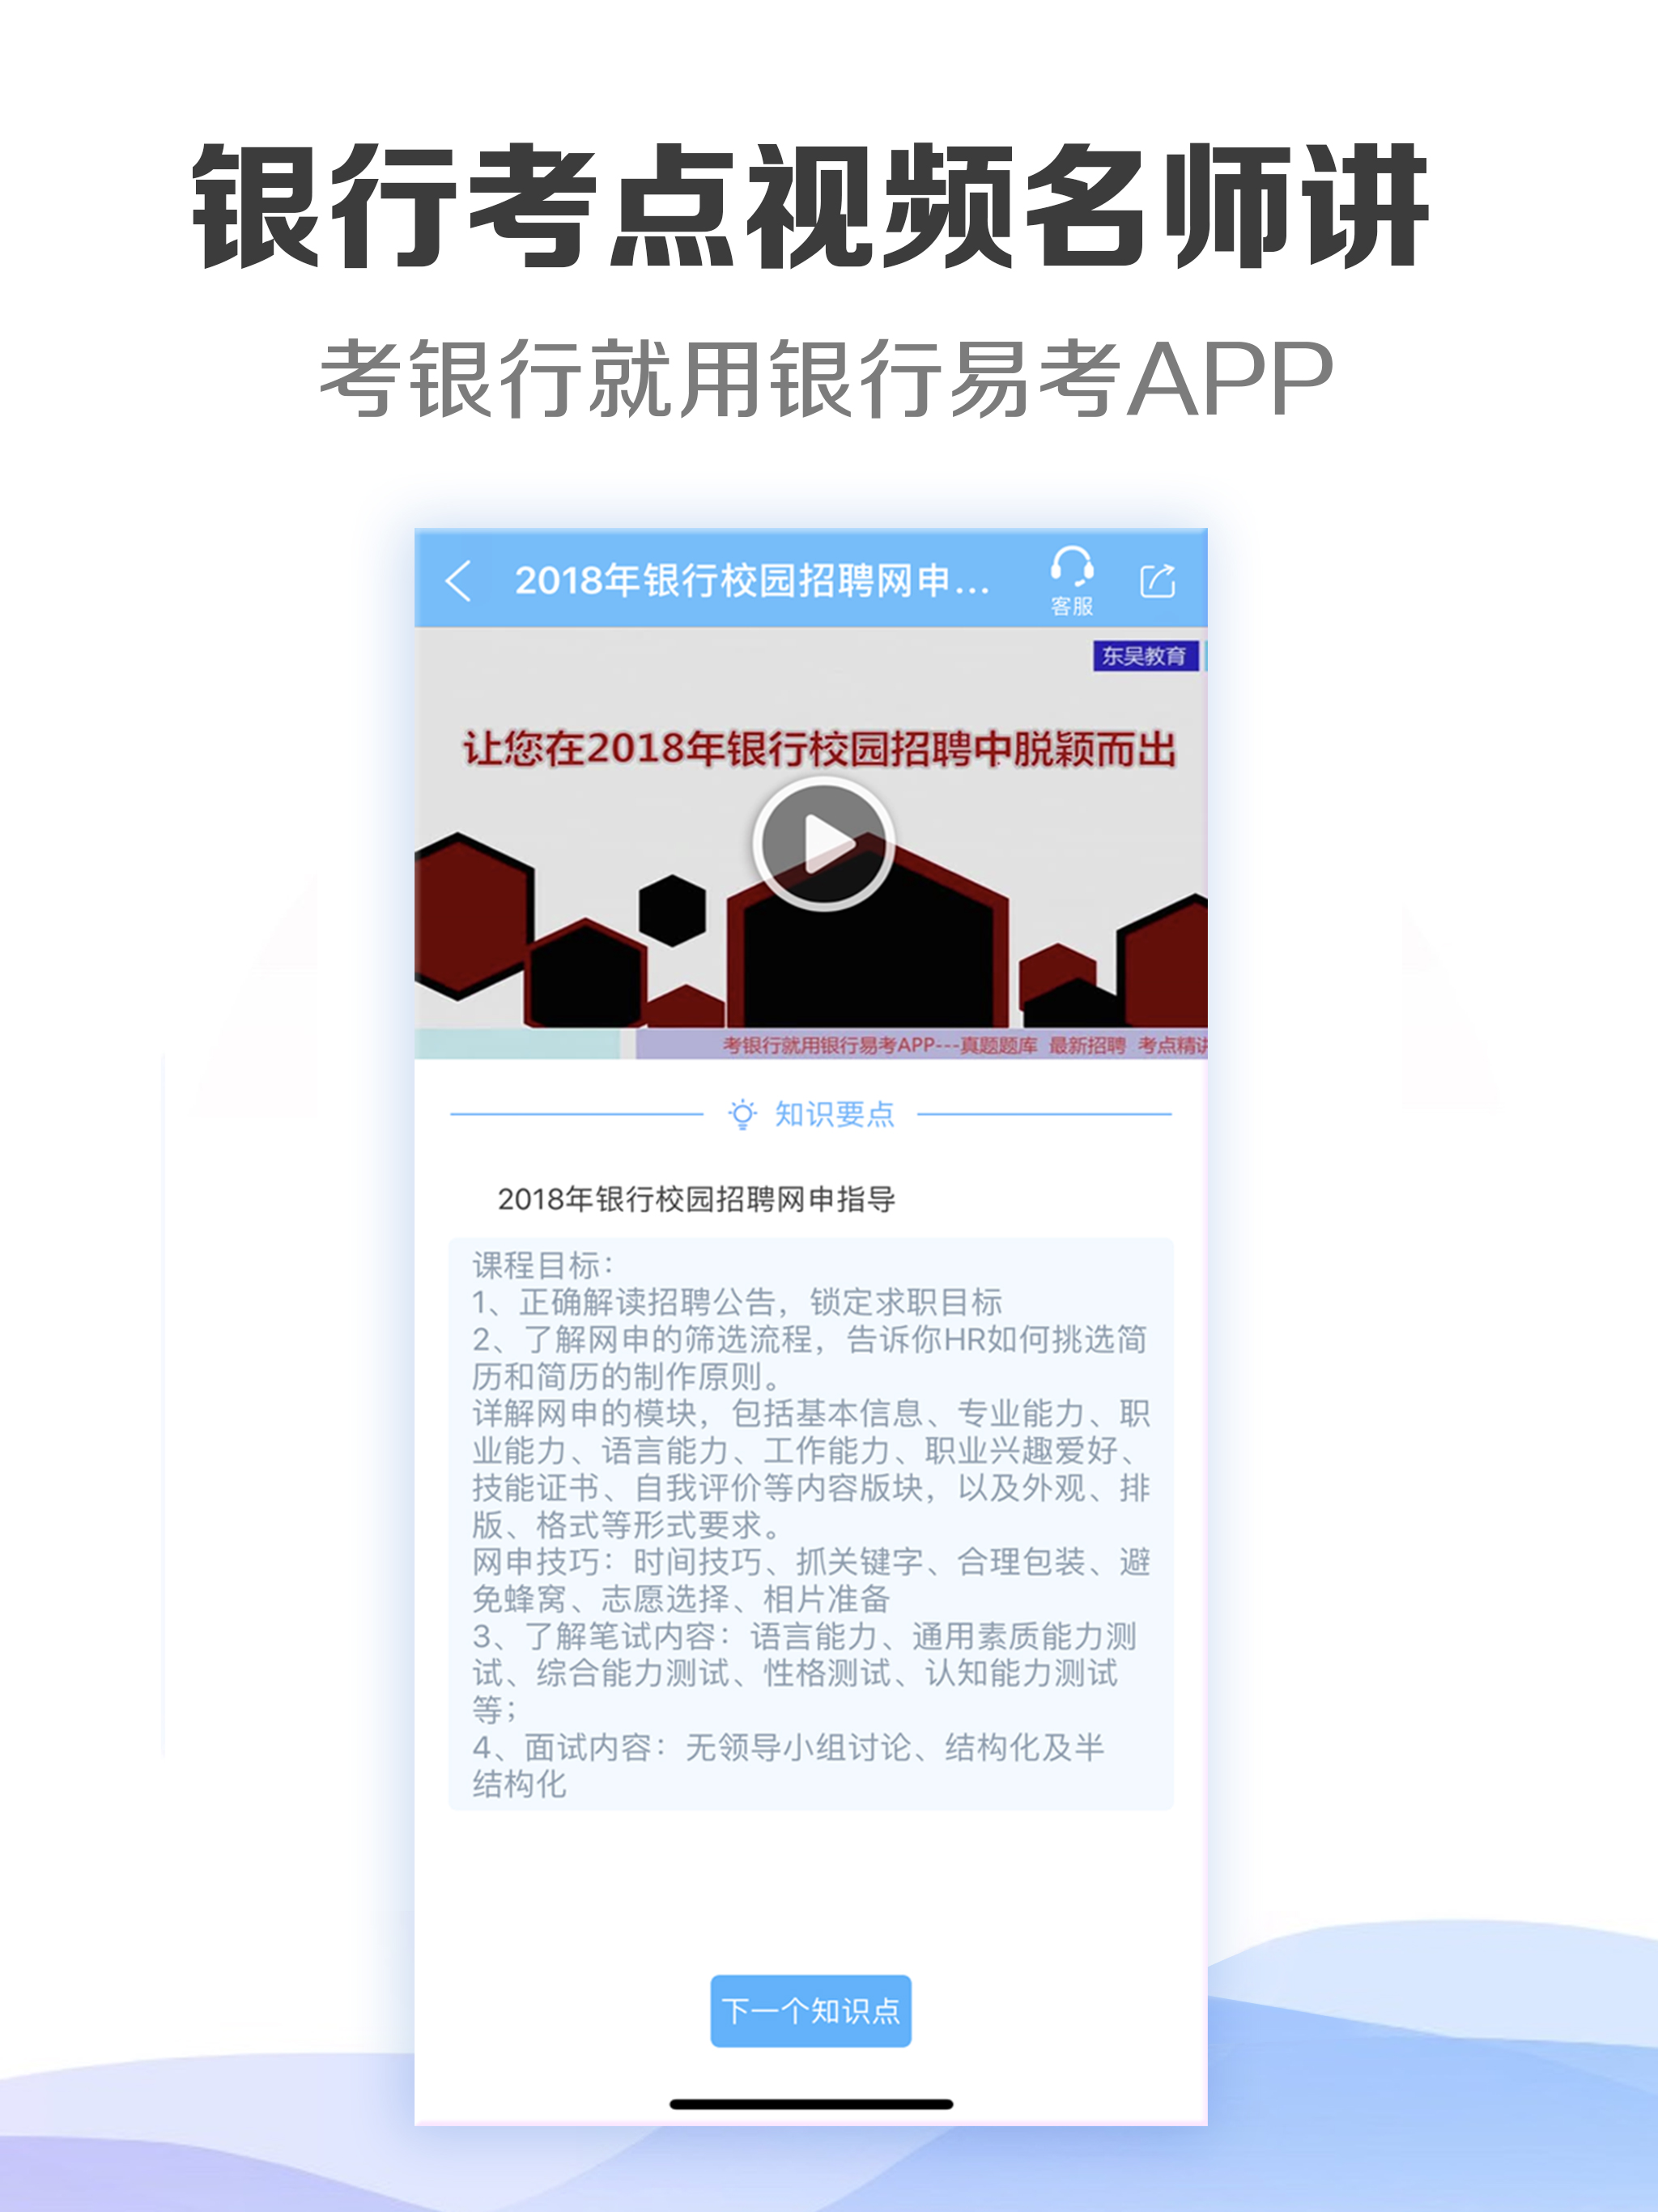 银行考点视频名师讲
考银行就用银行易考APP
2018年银行校园招聘网申...
客服
东吴教育
让您在2018年银行校园招聘中脱颖而出
考银行就用银行易考APP---真题题库 最新招聘 考点精讲
知识要点
2018年银行校园招聘网申指导
课程目标：
1、正确解读招聘公告，锁定求职目标
2、了解网申的筛选流程，告诉你HR如何挑选简
历和简历的制作原则。
详解网申的模块，包括基本信息、专业能力、职
业能力、语言能力、工作能力、职业兴趣爱好、
技能证书、自我评价等内容版块，以及外观、排
版、格式等形式要求。
网申技巧：时间技巧、抓关键字、合理包装、避
免蜂窝、志愿选择、相片准备
3、了解笔试内容：语言能力、通用素质能力测
试、综合能力测试、性格测试、认知能力测试
等；
4、面试内容：无领导小组讨论、结构化及半
结构化
下一个知识点